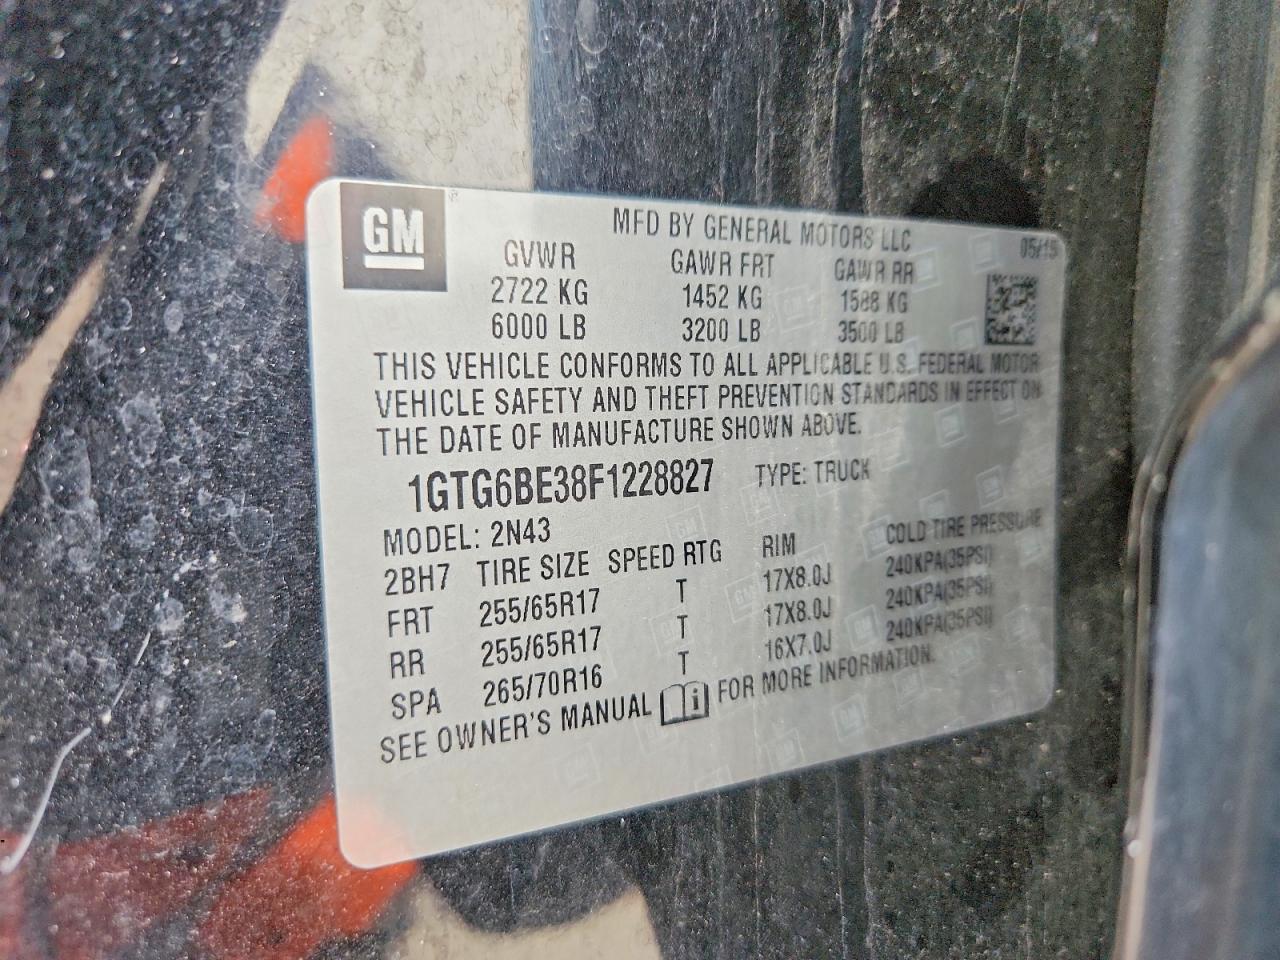 GM
MFD BY GENERAL MOTORS LLC
05/15
GVWR GAWR FRT GAWR RR
2722 KG 1452 KG 1588 KG
6000 LB 3200 LB 3500 LB
THIS VEHICLE CONFORMS TO ALL APPLICABLE U.S. FEDERAL MOTOR
VEHICLE SAFETY AND THEFT PREVENTION STANDARDS IN EFFECT ON
THE DATE OF MANUFACTURE SHOWN ABOVE.
1GTG6BE38F1228827 TYPE: TRUCK
MODEL: 2N43
2BH7 TIRE SIZE SPEED RTG RIM COLD TIRE PRESSURE
FRT 255/65R17 T 17X8.0J 240KPA(35PSI)
RR 255/65R17 T 17X8.0J 240KPA(35PSI)
SPA 265/70R16 T 16X7.0J 240KPA(35PSI)
SEE OWNER'S MANUAL FOR MORE INFORMATION.